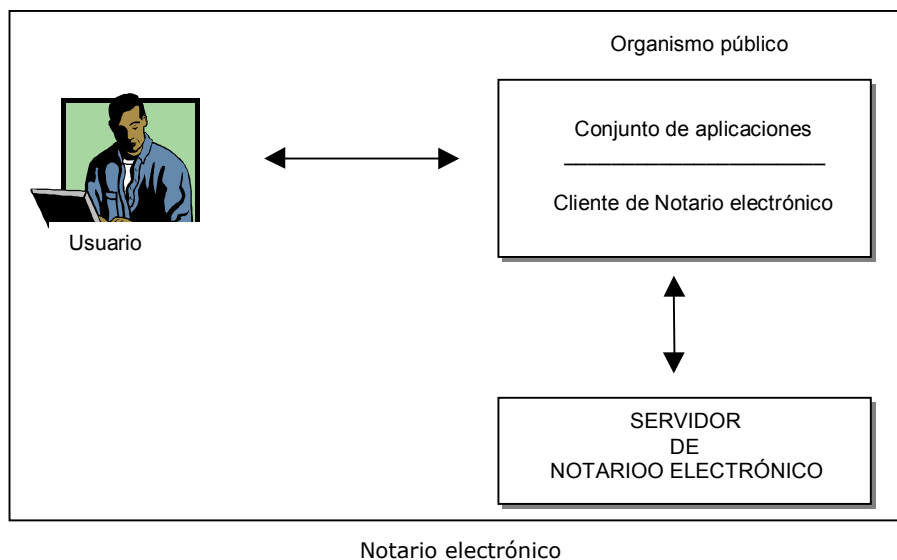 Organismo público
Conjunto de aplicaciones
Cliente de Notario electrónico
Usuario
SERVIDOR
DE
NOTARIOO ELECTRÓNICO
Notario electrónico